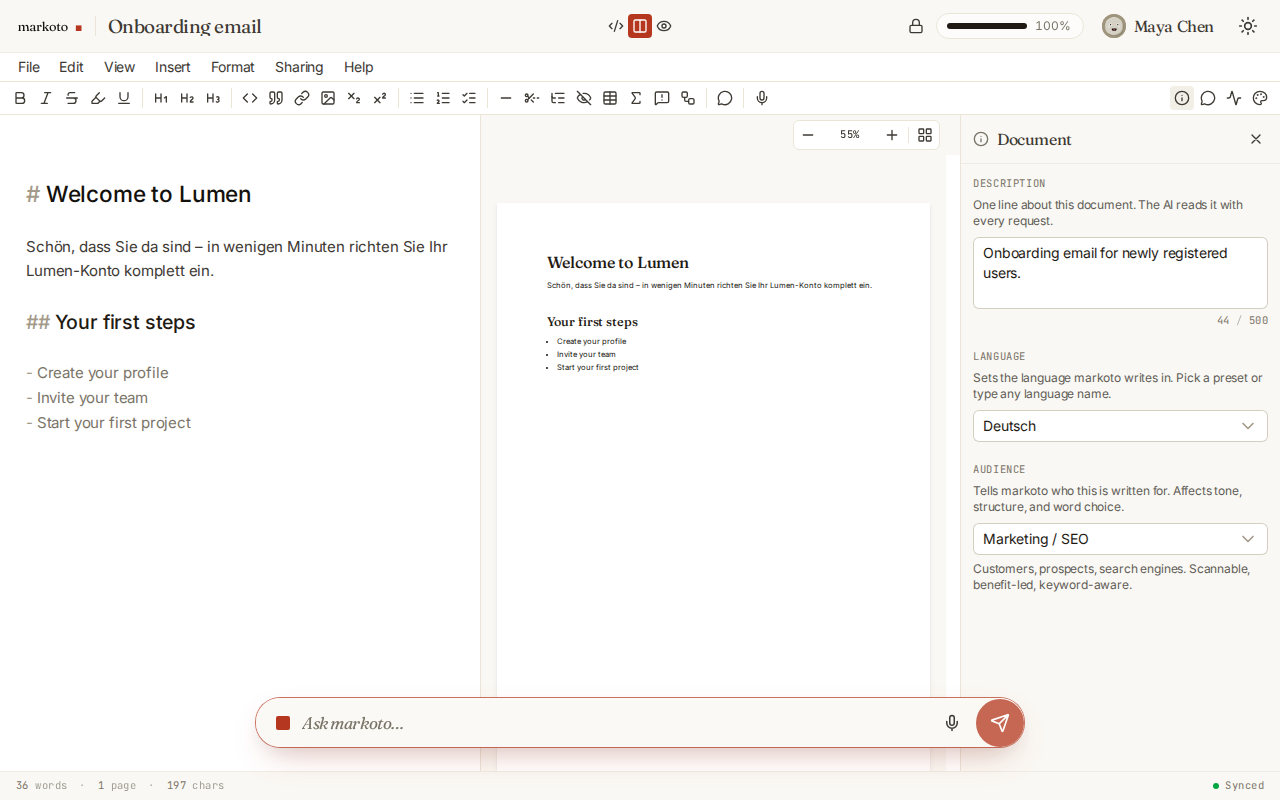 markoto
Onboarding email
100%
Maya Chen
File Edit View Insert Format Sharing Help
H1 H2 H3
55%
# Welcome to Lumen
Schön, dass Sie da sind – in wenigen Minuten richten Sie Ihr
Lumen-Konto komplett ein.
## Your first steps
- Create your profile
- Invite your team
- Start your first project
Welcome to Lumen
Schön, dass Sie da sind – in wenigen Minuten richten Sie Ihr Lumen-Konto komplett ein.
Your first steps
• Create your profile
• Invite your team
• Start your first project
Document
DESCRIPTION
One line about this document. The AI reads it with
every request.
Onboarding email for newly registered
users.
44 / 500
LANGUAGE
Sets the language markoto writes in. Pick a preset or
type any language name.
Deutsch
AUDIENCE
Tells markoto who this is written for. Affects tone,
structure, and word choice.
Marketing / SEO
Customers, prospects, search engines. Scannable,
benefit-led, keyword-aware.
Ask markoto...
36 words · 1 page · 197 chars
Synced